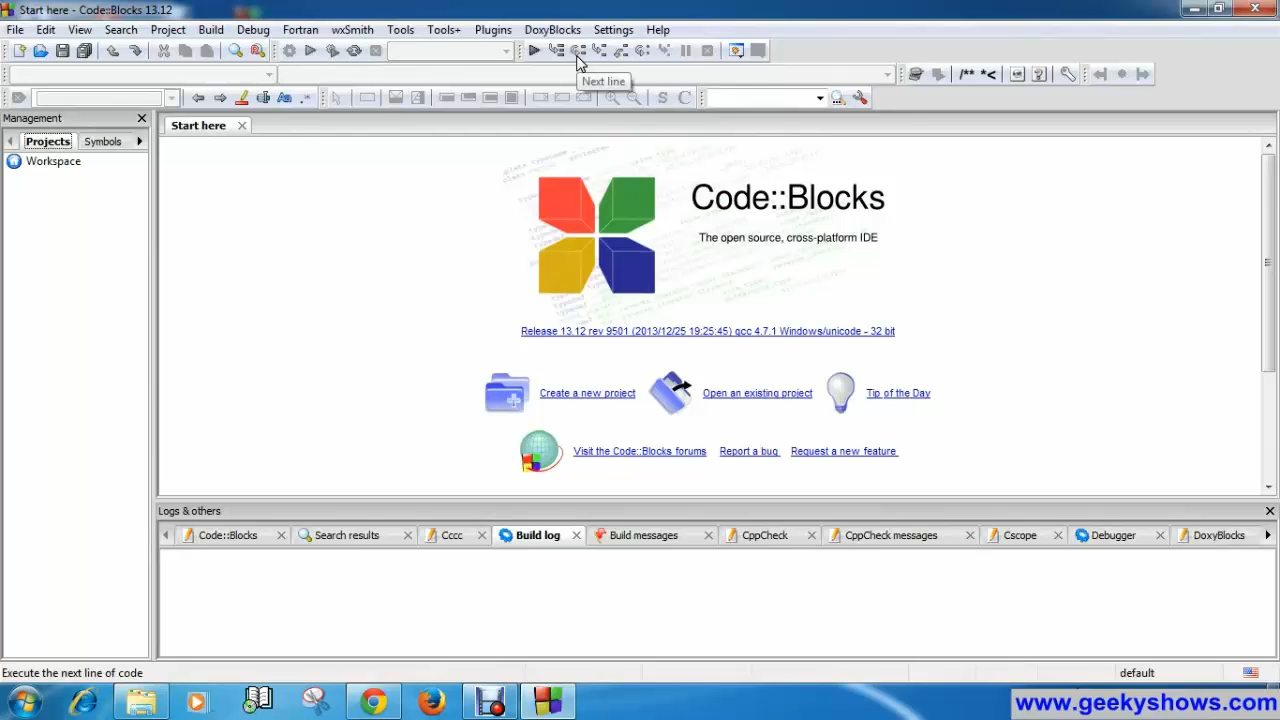 Start here - Code::Blocks 13.12
File Edit View Search Project Build Debug Fortran wxSmith Tools Tools+ Plugins DoxyBlocks Settings Help
/** *<
Next line
Aa .* S C
Management
Projects Symbols
Workspace
Start here
Code::Blocks
The open source, cross-platform IDE
Release 13.12 rev 9501 (2013/12/25 19:25:45) gcc 4.7.1 Windows/unicode - 32 bit
Create a new project Open an existing project Tip of the Day
Visit the Code::Blocks forums Report a bug Request a new feature
Logs & others
Code::Blocks Search results Cccc Build log Build messages CppCheck CppCheck messages Cscope Debugger DoxyBlocks
Execute the next line of code default
www.geekyshows.com